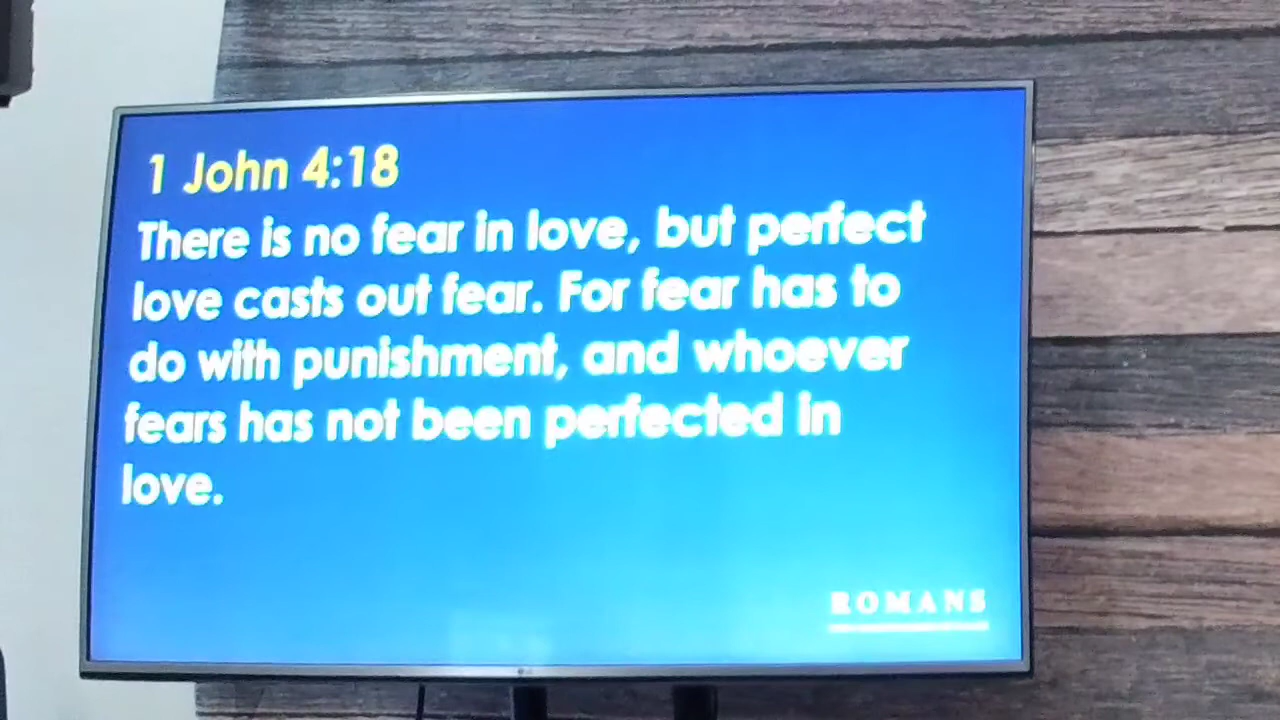 1 John 4:18
There is no fear in love, but perfect
love casts out fear. For fear has to
do with punishment, and whoever
fears has not been perfected in
love.
ROMANS